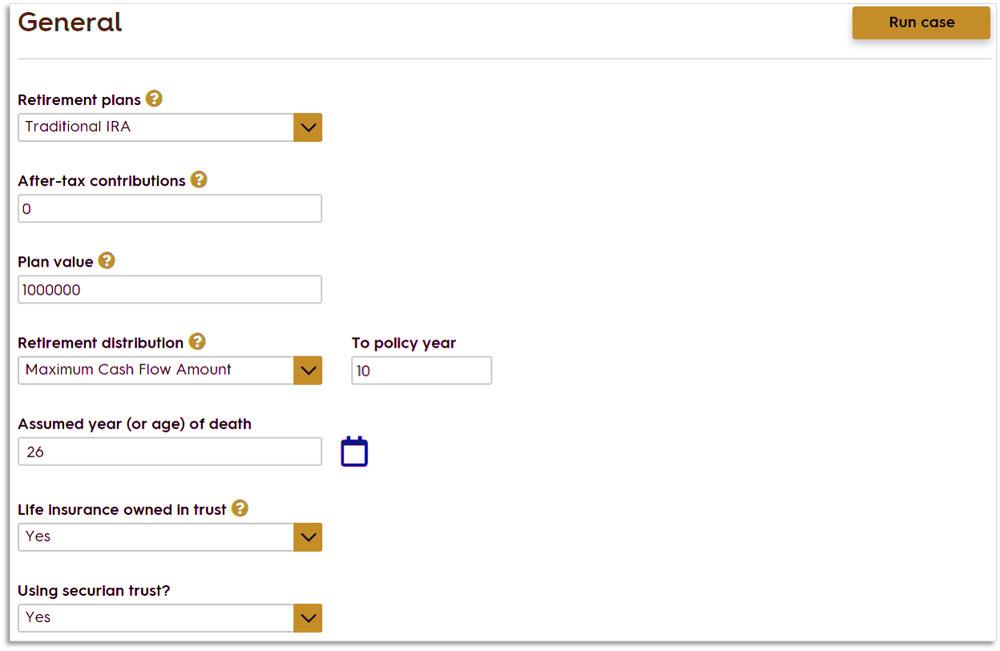 General
Run case
Retirement plans ?
Traditional IRA
After-tax contributions ?
0
Plan value ?
1000000
Retirement distribution ?
To policy year
Maximum Cash Flow Amount
10
Assumed year (or age) of death
26
Life insurance owned in trust ?
Yes
Using securian trust?
Yes